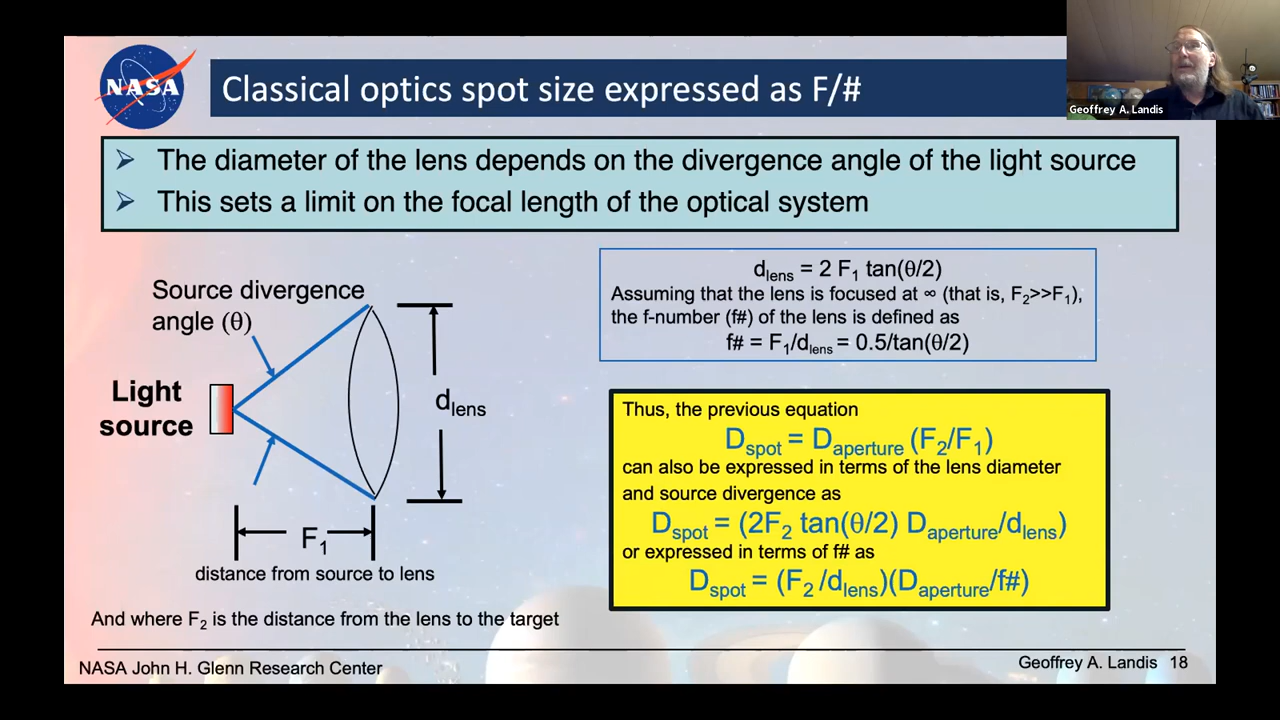 Geoffrey A. Landis
NASA
Classical optics spot size expressed as F/#
➢ The diameter of the lens depends on the divergence angle of the light source
➢ This sets a limit on the focal length of the optical system
Source divergence
angle (θ)
Light
source
d_lens
F₁
distance from source to lens
And where F₂ is the distance from the lens to the target
d_lens = 2 F₁ tan(θ/2)
Assuming that the lens is focused at ∞ (that is, F₂>>F₁),
the f-number (f#) of the lens is defined as
f# = F₁/d_lens = 0.5/tan(θ/2)
Thus, the previous equation
D_spot = D_aperture (F₂/F₁)
can also be expressed in terms of the lens diameter
and source divergence as
D_spot = (2F₂ tan(θ/2) D_aperture/d_lens)
or expressed in terms of f# as
D_spot = (F₂ /d_lens)(D_aperture/f#)
NASA John H. Glenn Research Center
Geoffrey A. Landis 18